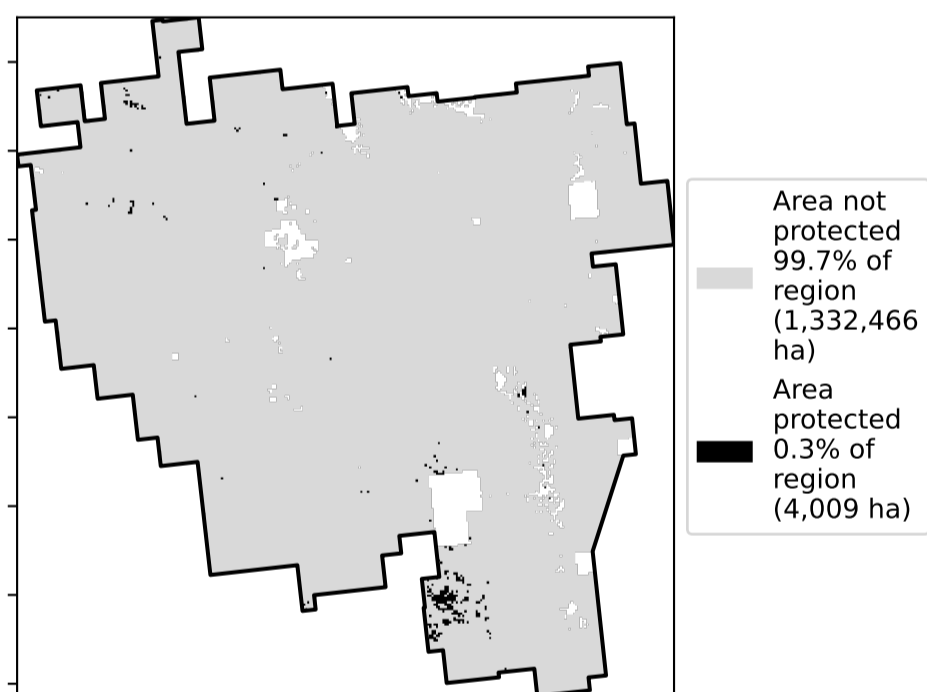 Area not
protected
99.7% of
region
(1,332,466
ha)
Area
protected
0.3% of
region
(4,009 ha)